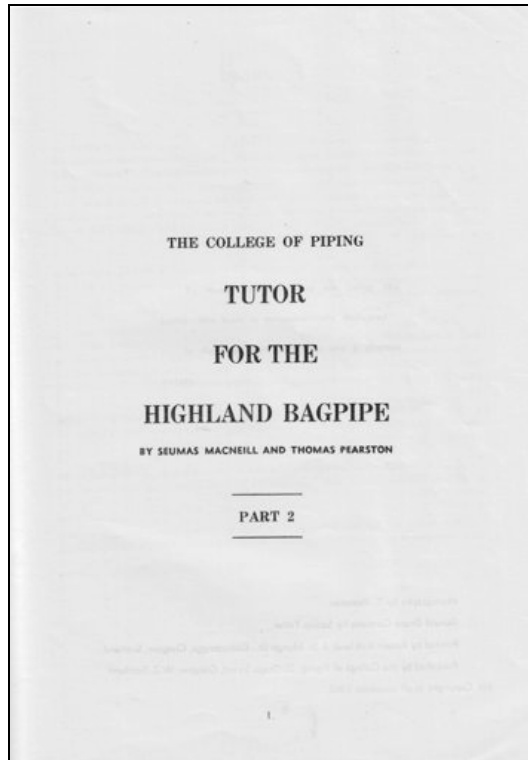 THE COLLEGE OF PIPING
TUTOR
FOR THE
HIGHLAND BAGPIPE
BY SEUMAS MACNEILL AND THOMAS PEARSTON
PART 2
1